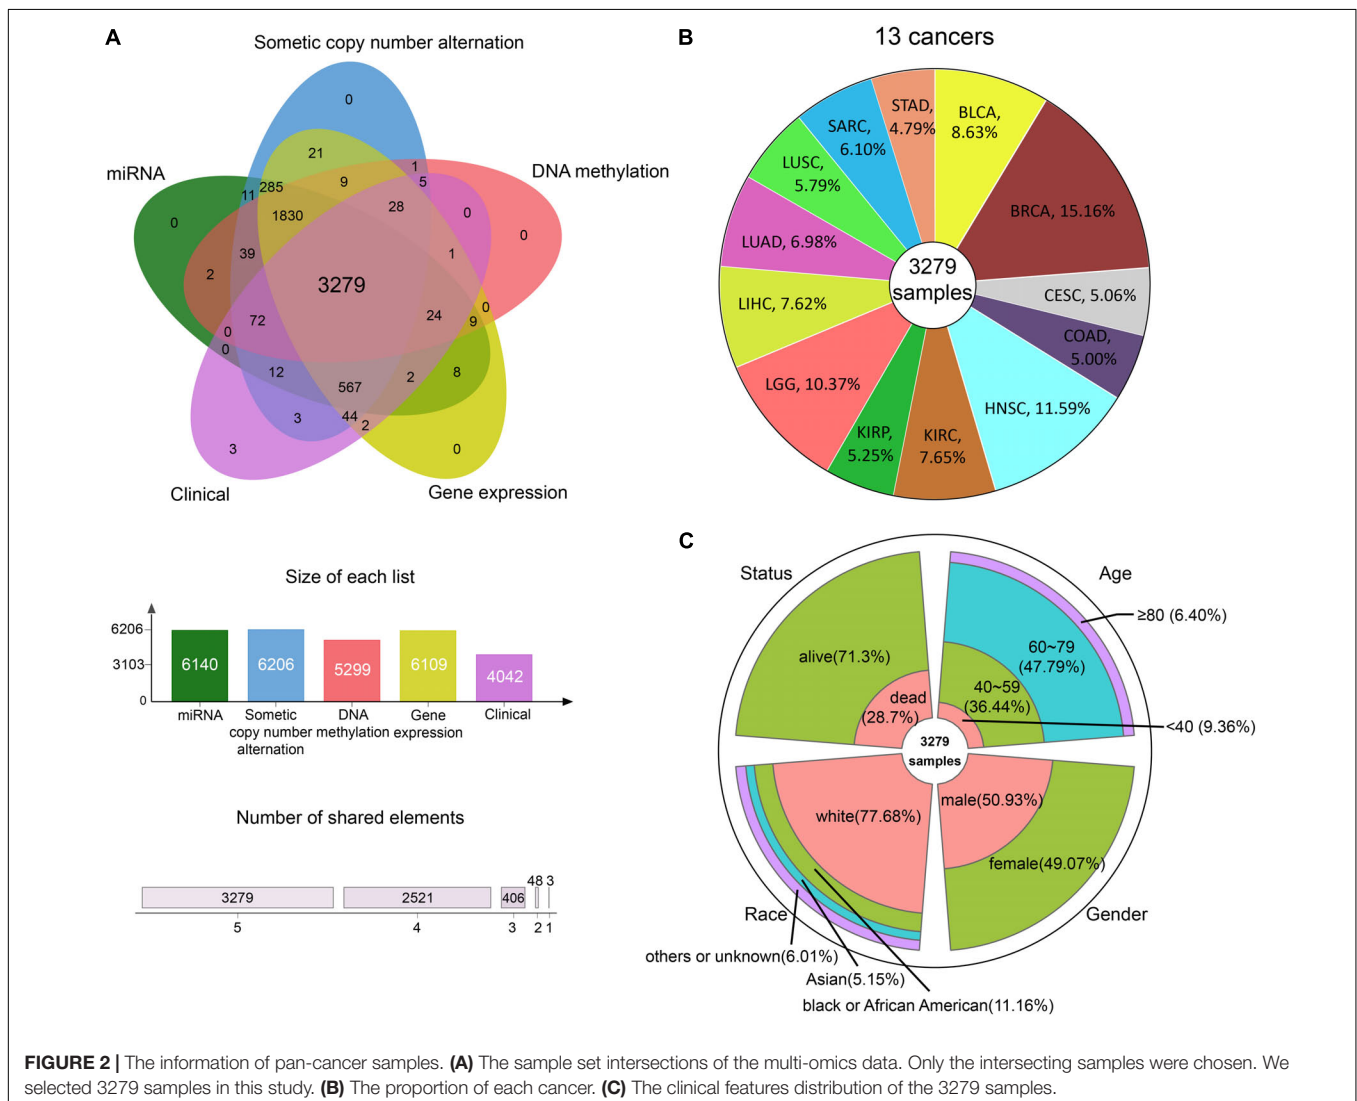 A
Sometic copy number alternation
miRNA
DNA methylation
Clinical
Gene expression
0
21
1
9
5
11
285
28
0
0
1830
0
39
1
2
3279
0
9
24
72
0
0
12
2
8
567
3
44
2
3
0
Size of each list
6206
3103
0
6140
6206
5299
6109
4042
miRNA
Sometic
copy number
alternation
DNA
methylation
Gene
expression
Clinical
Number of shared elements
3279
2521
406
48
3
5
4
3
2
1
B
13 cancers
STAD,
4.79%
BLCA,
8.63%
SARC,
6.10%
LUSC,
5.79%
BRCA, 15.16%
LUAD, 6.98%
3279
samples
CESC, 5.06%
LIHC, 7.62%
COAD,
5.00%
LGG, 10.37%
HNSC, 11.59%
KIRP,
5.25%
KIRC,
7.65%
C
Status
Age
≥80 (6.40%)
60~79
(47.79%)
alive(71.3%)
40~59
(36.44%)
dead
(28.7%)
<40 (9.36%)
3279
samples
white(77.68%)
male(50.93%)
female(49.07%)
Race
Gender
others or unknown(6.01%)
Asian(5.15%)
black or African American(11.16%)
FIGURE 2 | The information of pan-cancer samples. (A) The sample set intersections of the multi-omics data. Only the intersecting samples were chosen. We
selected 3279 samples in this study. (B) The proportion of each cancer. (C) The clinical features distribution of the 3279 samples.